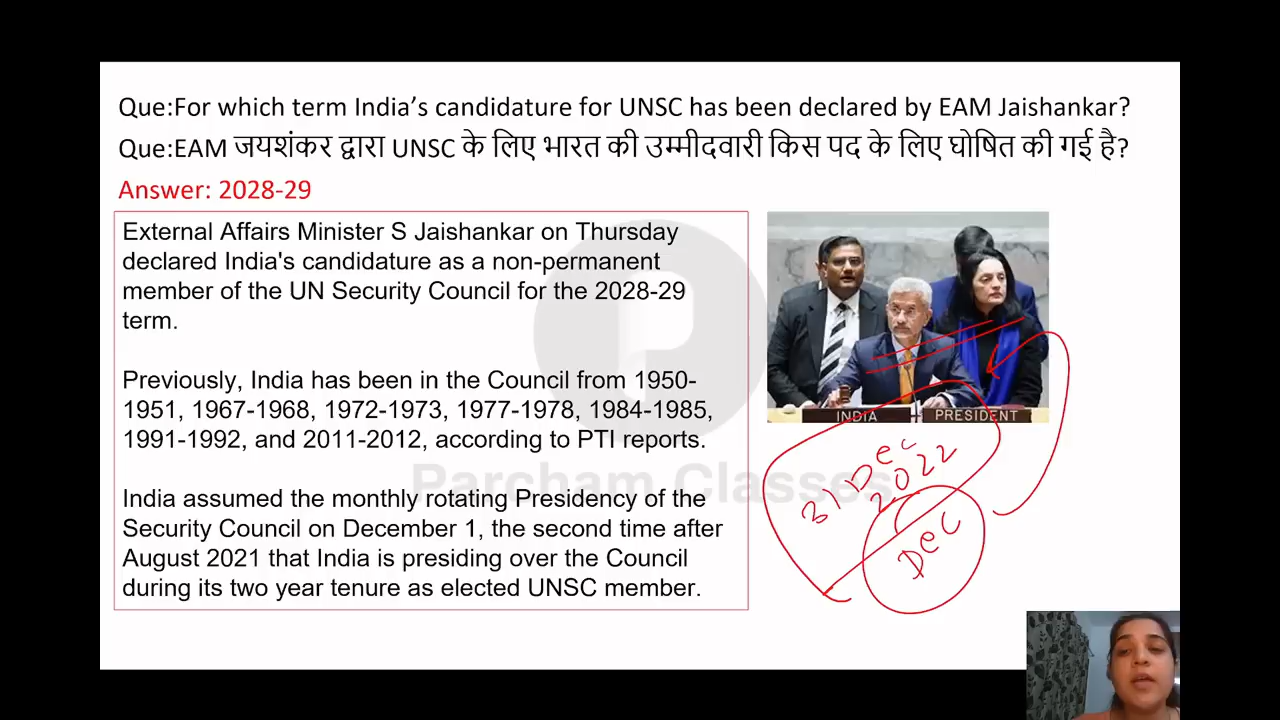 Que:For which term India's candidature for UNSC has been declared by EAM Jaishankar?
Que:EAM जयशंकर द्वारा UNSC के लिए भारत की उम्मीदवारी किस पद के लिए घोषित की गई है?
Answer: 2028-29
External Affairs Minister S Jaishankar on Thursday
declared India's candidature as a non-permanent
member of the UN Security Council for the 2028-29
term.
Previously, India has been in the Council from 1950-
1951, 1967-1968, 1972-1973, 1977-1978, 1984-1985,
1991-1992, and 2011-2012, according to PTI reports.
India assumed the monthly rotating Presidency of the
Security Council on December 1, the second time after
August 2021 that India is presiding over the Council
during its two year tenure as elected UNSC member.
Parcham Classes
INDIA
PRESIDENT
31 Dec
2022
Dec